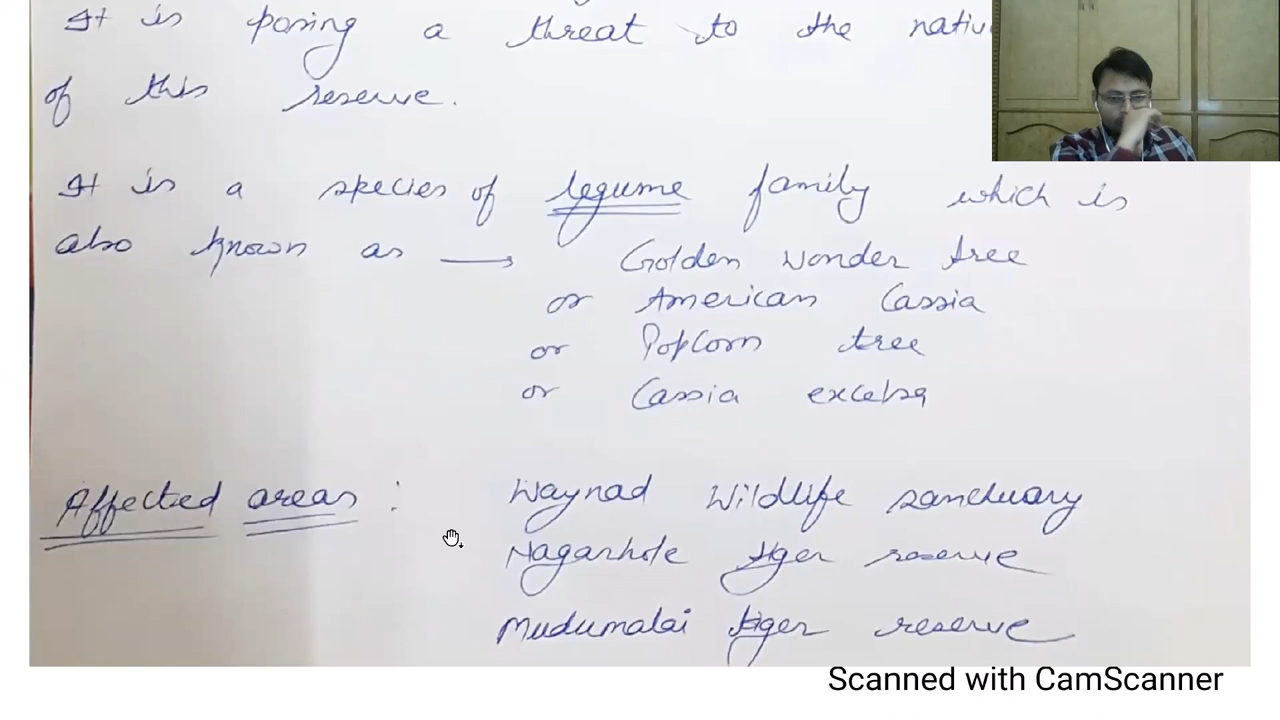 It is posing a threat to the
of this reserve.
It is a species of legume family which is
also known as → Golden wonder tree
or American Cassia
or Popcorn tree
or Cassia excelsa
Affected areas : Waynad Wildlife sanctuary
Nagarhole tiger reserve
Mudumalai tiger reserve
Scanned with CamScanner